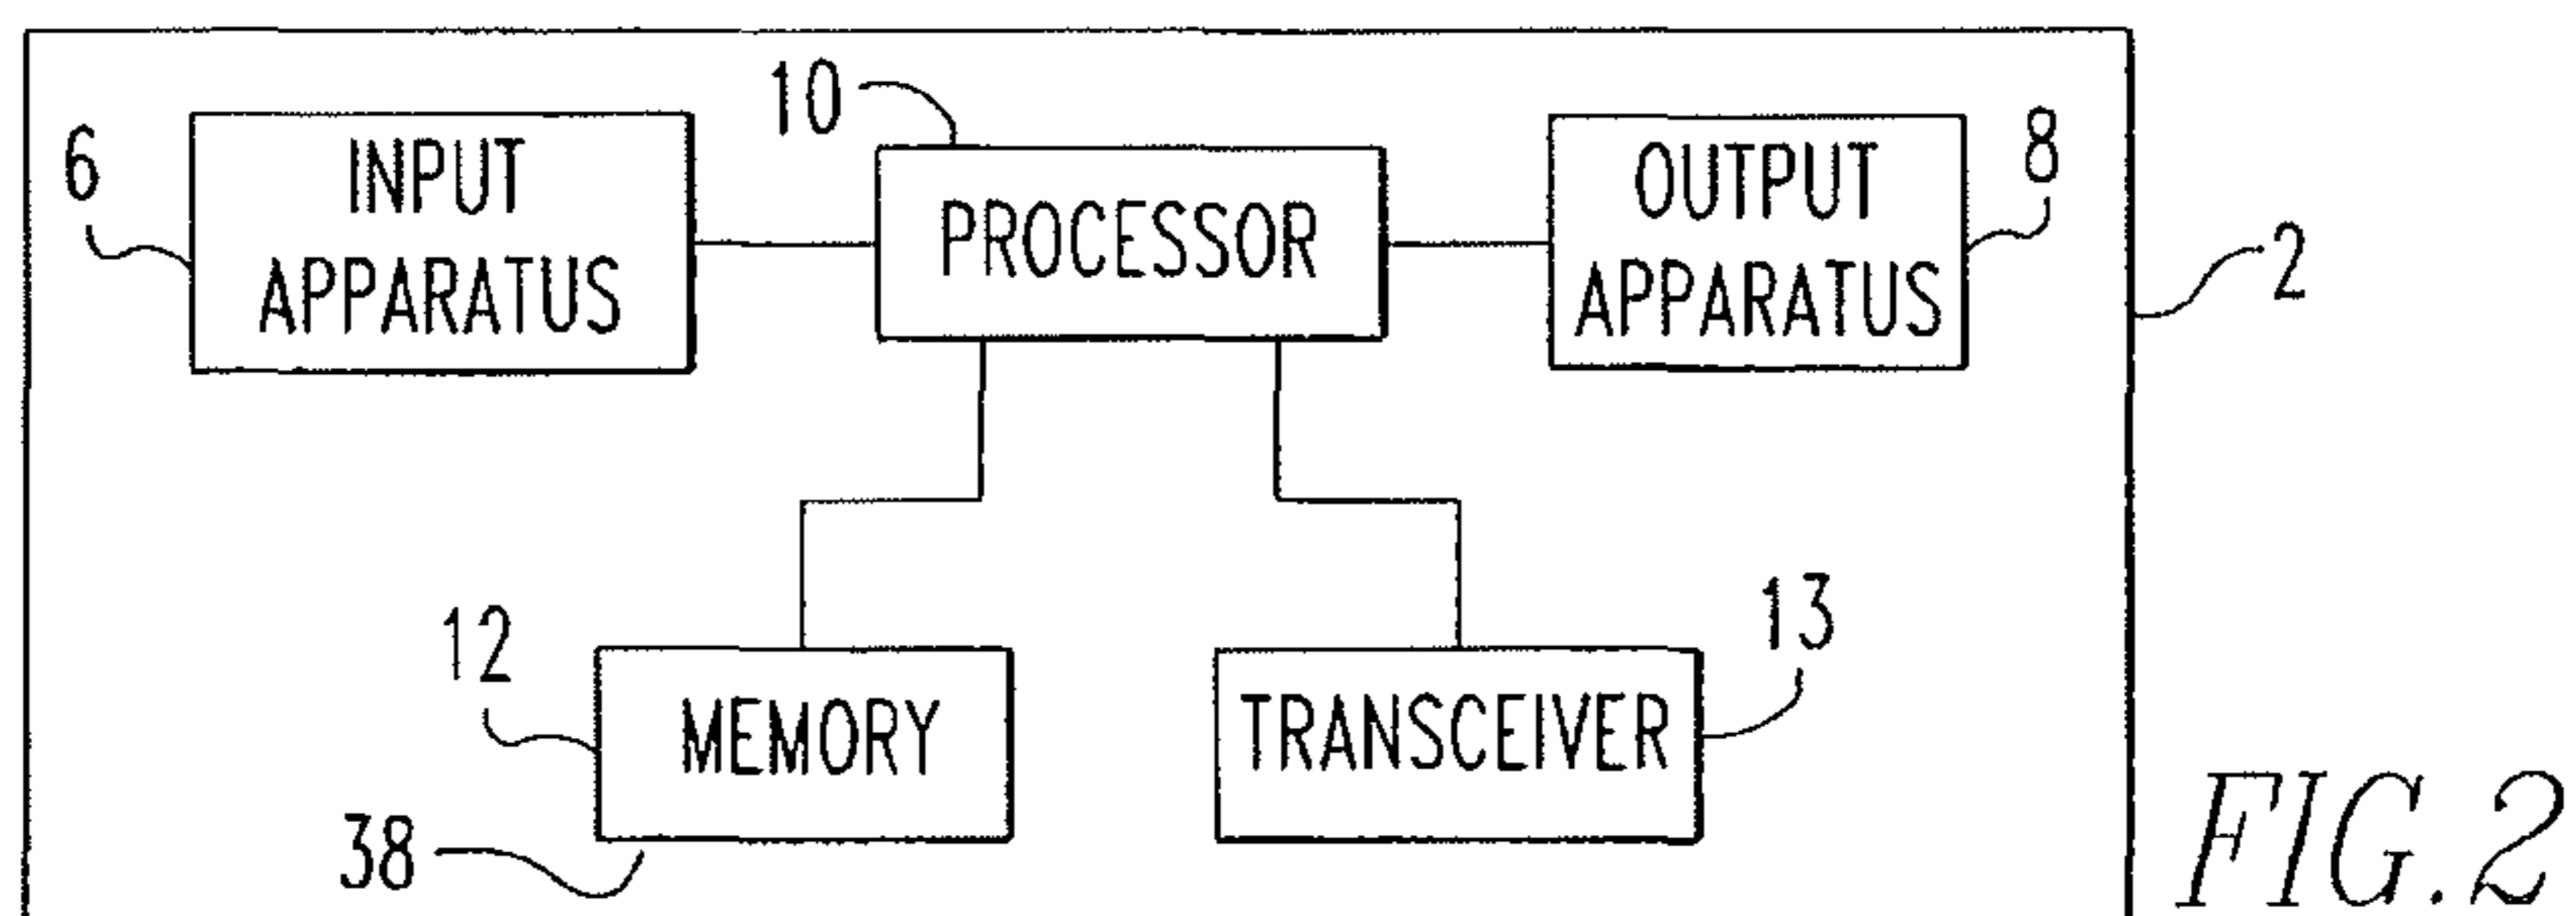 10
6
INPUT
APPARATUS
PROCESSOR
OUTPUT
APPARATUS
8
2
12
MEMORY
TRANSCEIVER
13
38
FIG. 2